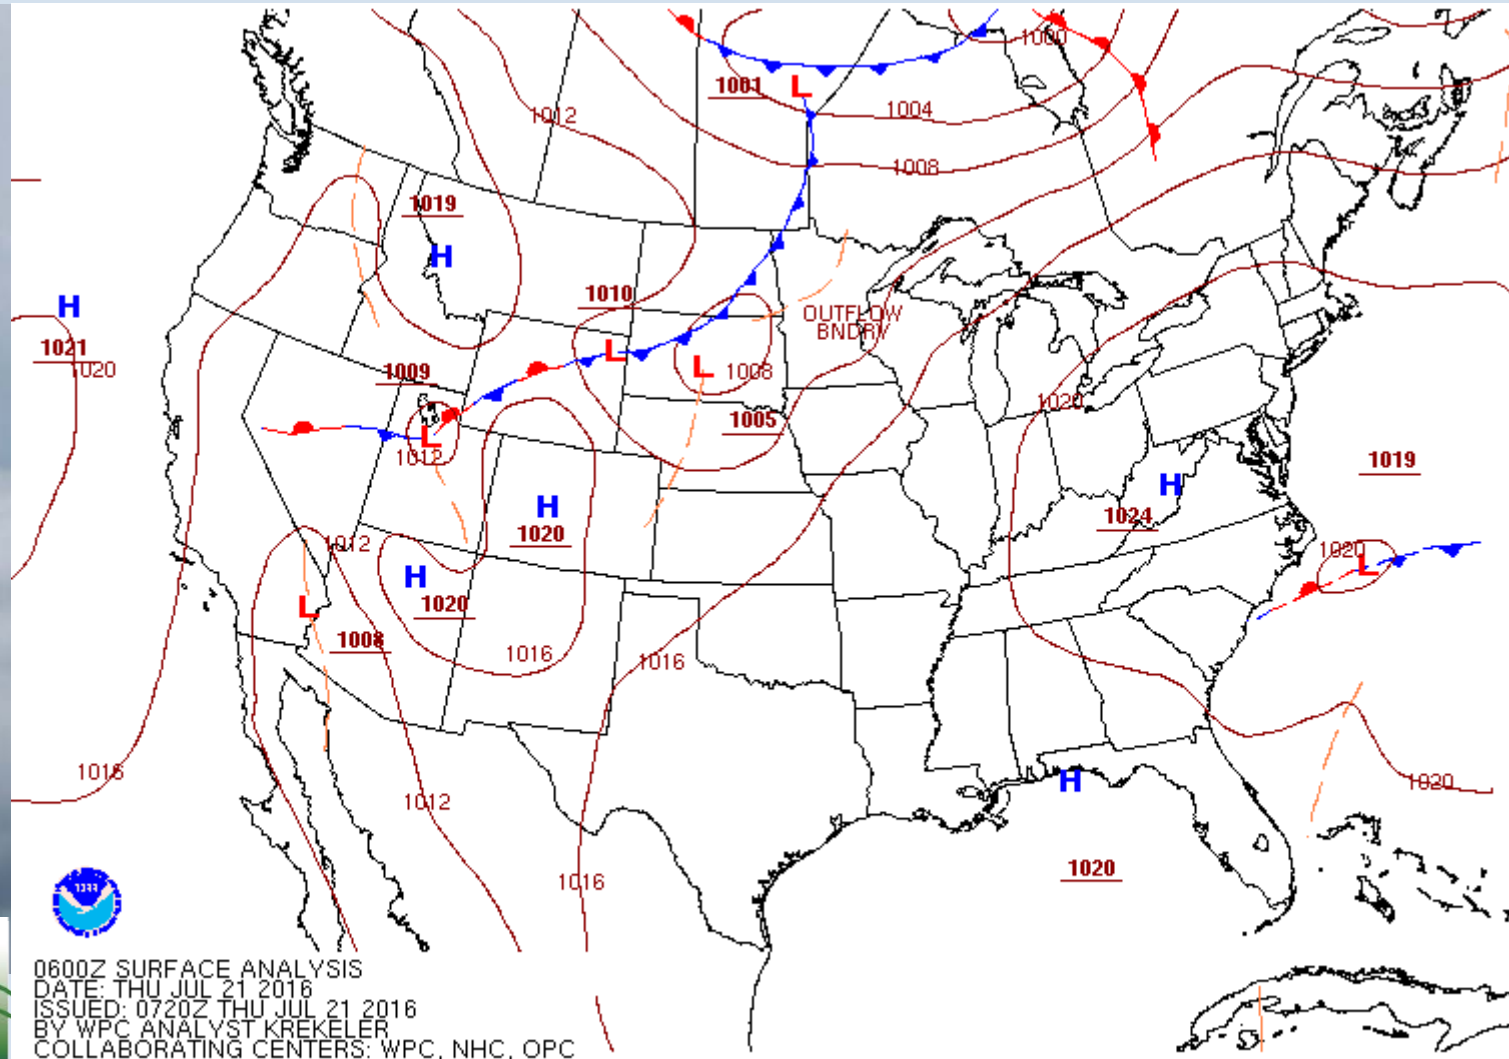 1000
1001
L
1004
1012
1008
1019
H
H
1010
OUTFLOW
BNDRY
1021
1020
1009
L
L
1008
1020
1005
L
1012
1019
H
H
1024
1020
1012
1020
L
H
1020
L
1008
1016
1016
1016
H
1020
1012
1016
1020
0600Z SURFACE ANALYSIS
DATE: THU JUL 21 2016
ISSUED: 0720Z THU JUL 21 2016
BY WPC ANALYST KREKELER
COLLABORATING CENTERS: WPC, NHC, OPC